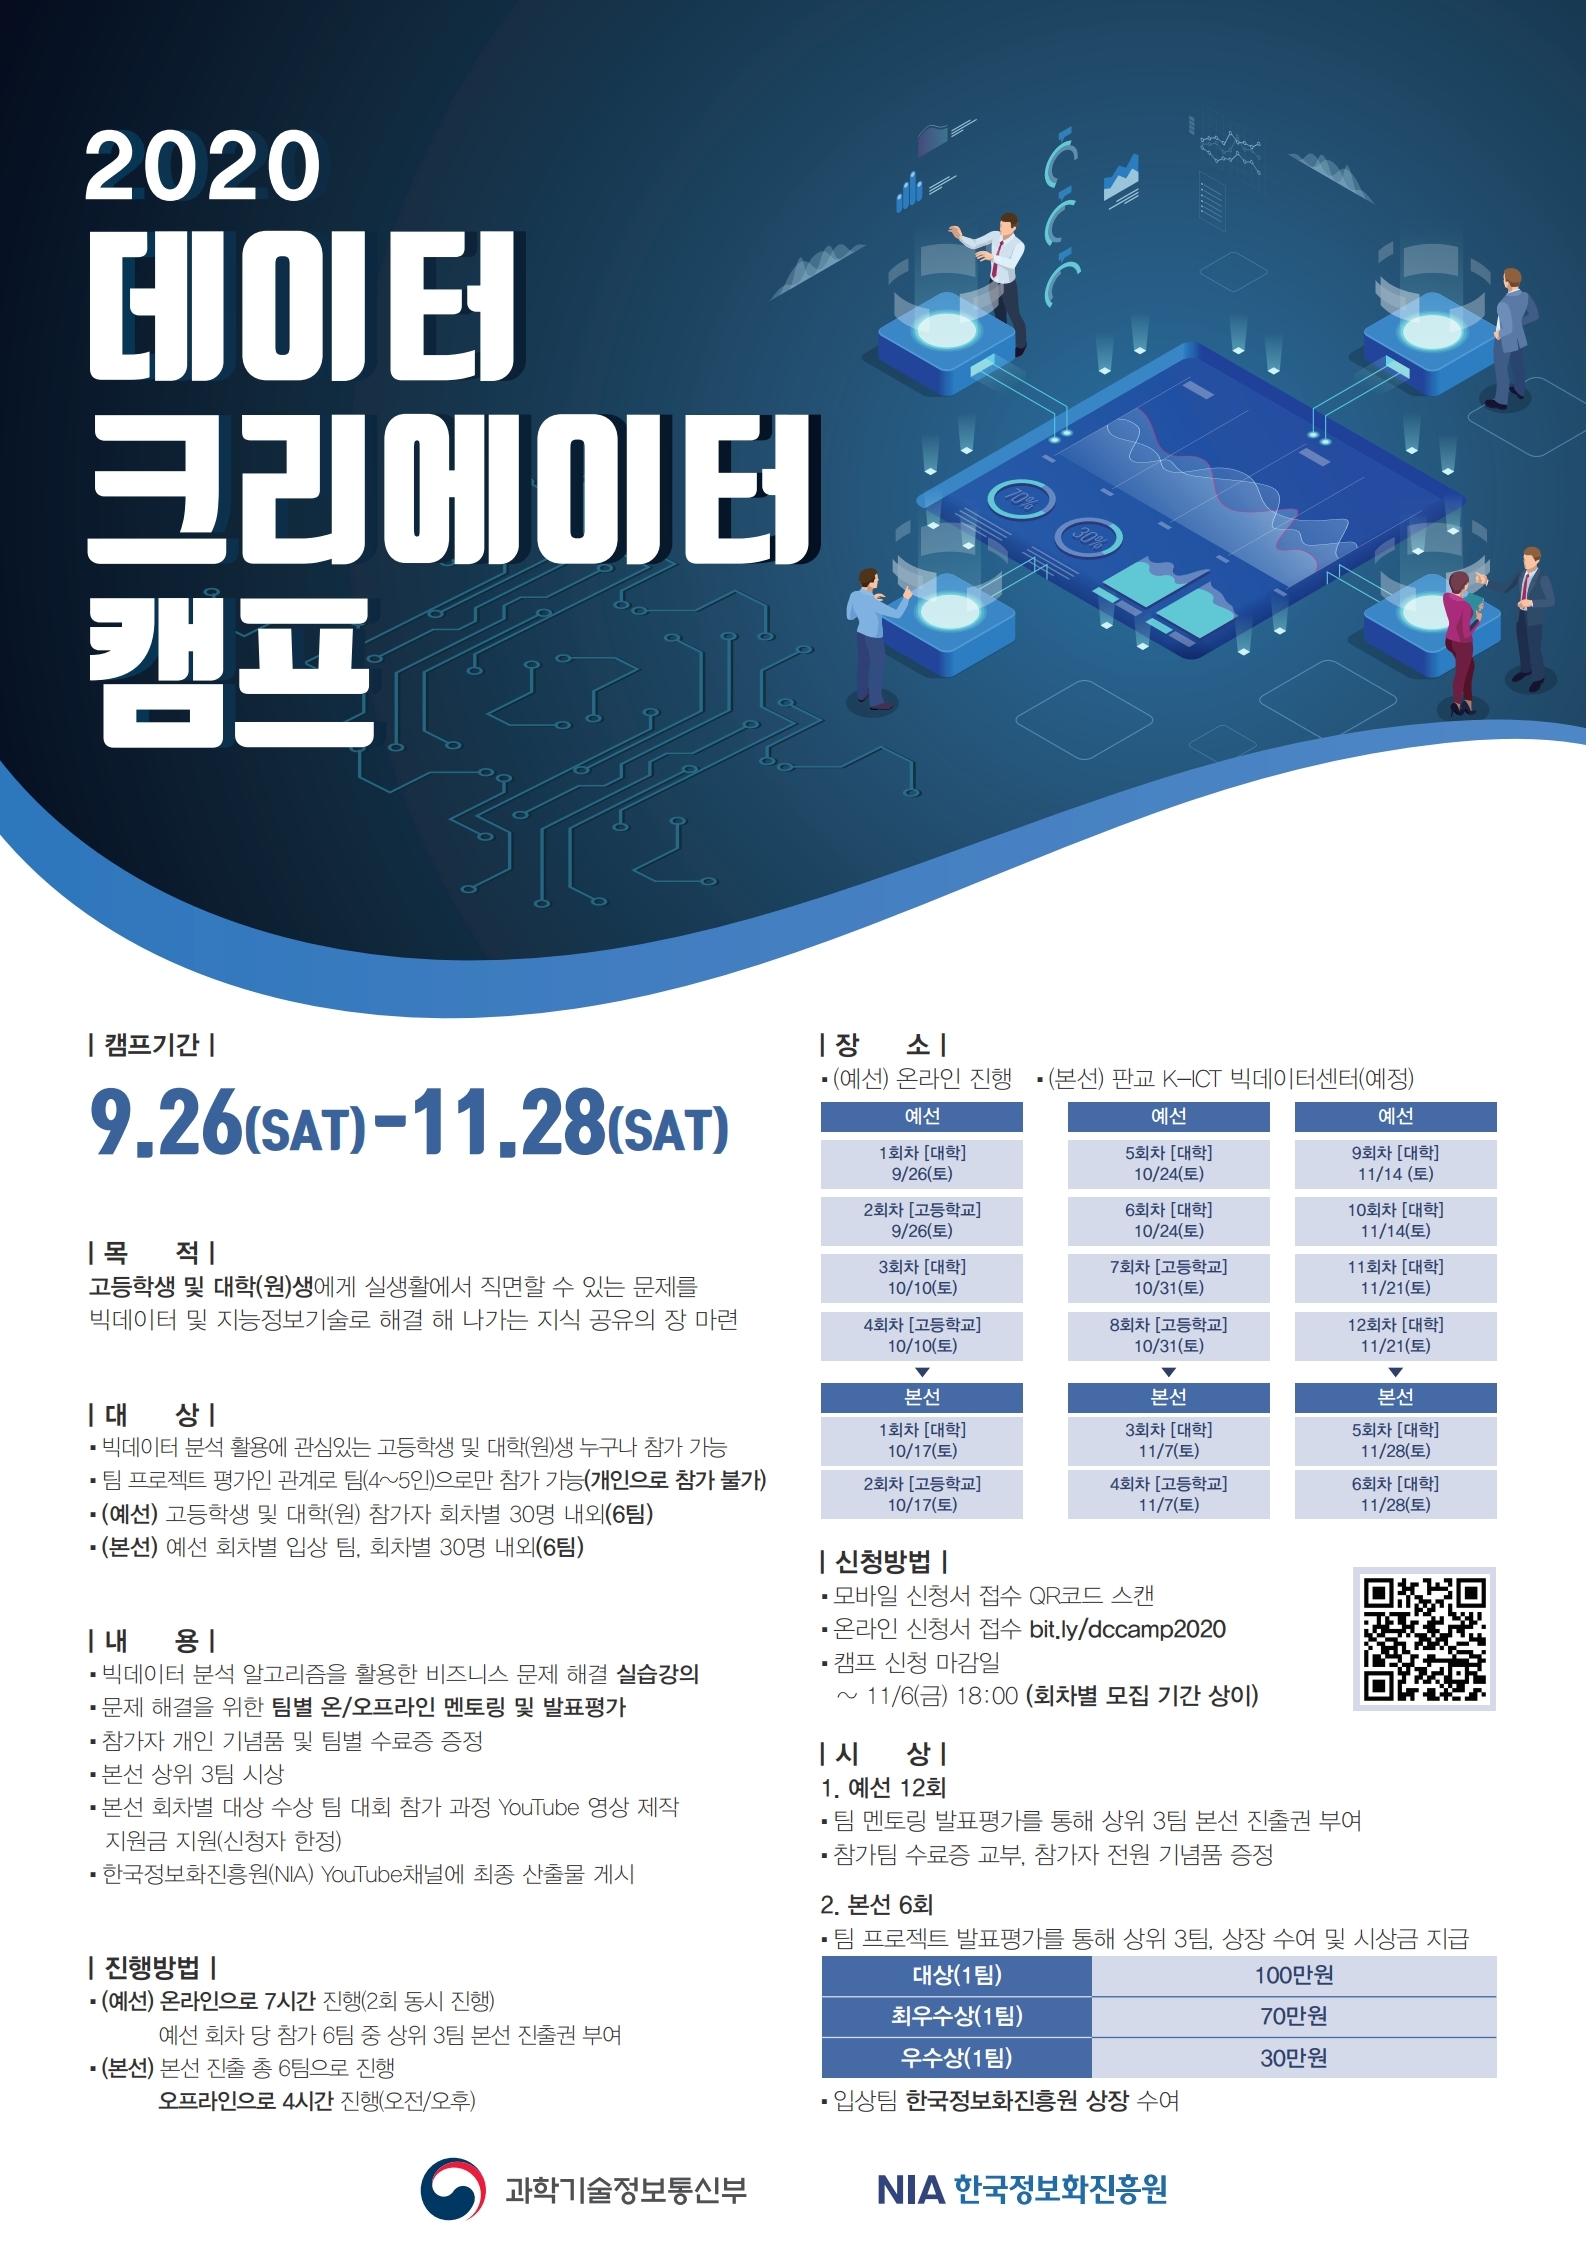 2020
데이터
크리에이터
캠프
70%
30%
| 캠프기간 |
9.26(SAT)-11.28(SAT)
| 목 적 |
고등학생 및 대학(원)생에게 실생활에서 직면할 수 있는 문제를
빅데이터 및 지능정보기술로 해결 해 나가는 지식 공유의 장 마련
| 대 상 |
▪ 빅데이터 분석 활용에 관심있는 고등학생 및 대학(원)생 누구나 참가 가능
▪ 팀 프로젝트 평가인 관계로 팀(4~5인)으로만 참가 가능(개인으로 참가 불가)
▪ (예선) 고등학생 및 대학(원) 참가자 회차별 30명 내외(6팀)
▪ (본선) 예선 회차별 입상 팀, 회차별 30명 내외(6팀)
| 내 용 |
▪ 빅데이터 분석 알고리즘을 활용한 비즈니스 문제 해결 실습강의
▪ 문제 해결을 위한 팀별 온/오프라인 멘토링 및 발표평가
▪ 참가자 개인 기념품 및 팀별 수료증 증정
▪ 본선 상위 3팀 시상
▪ 본선 회차별 대상 수상 팀 대회 참가 과정 YouTube 영상 제작
지원금 지원(신청자 한정)
▪ 한국정보화진흥원(NIA) YouTube채널에 최종 산출물 게시
| 진행방법 |
▪ (예선) 온라인으로 7시간 진행(2회 동시 진행)
예선 회차 당 참가 6팀 중 상위 3팀 본선 진출권 부여
▪ (본선) 본선 진출 총 6팀으로 진행
오프라인으로 4시간 진행(오전/오후)
| 장 소 |
▪ (예선) 온라인 진행 ▪ (본선) 판교 K-ICT 빅데이터센터(예정)
예선 예선 예선
1회차 [대학] 5회차 [대학] 9회차 [대학]
9/26(토) 10/24(토) 11/14 (토)
2회차 [고등학교] 6회차 [대학] 10회차 [대학]
9/26(토) 10/24(토) 11/14(토)
3회차 [대학] 7회차 [고등학교] 11회차 [대학]
10/10(토) 10/31(토) 11/21(토)
4회차 [고등학교] 8회차 [고등학교] 12회차 [대학]
10/10(토) 10/31(토) 11/21(토)
본선 본선 본선
1회차 [대학] 3회차 [대학] 5회차 [대학]
10/17(토) 11/7(토) 11/28(토)
2회차 [고등학교] 4회차 [고등학교] 6회차 [대학]
10/17(토) 11/7(토) 11/28(토)
| 신청방법 |
▪ 모바일 신청서 접수 QR코드 스캔
▪ 온라인 신청서 접수 bit.ly/dccamp2020
▪ 캠프 신청 마감일
~ 11/6(금) 18:00 (회차별 모집 기간 상이)
| 시 상 |
1. 예선 12회
▪ 팀 멘토링 발표평가를 통해 상위 3팀 본선 진출권 부여
▪ 참가팀 수료증 교부, 참가자 전원 기념품 증정
2. 본선 6회
▪ 팀 프로젝트 발표평가를 통해 상위 3팀, 상장 수여 및 시상금 지급
대상(1팀) 100만원
최우수상(1팀) 70만원
우수상(1팀) 30만원
▪ 입상팀 한국정보화진흥원 상장 수여
과학기술정보통신부
NIA 한국정보화진흥원